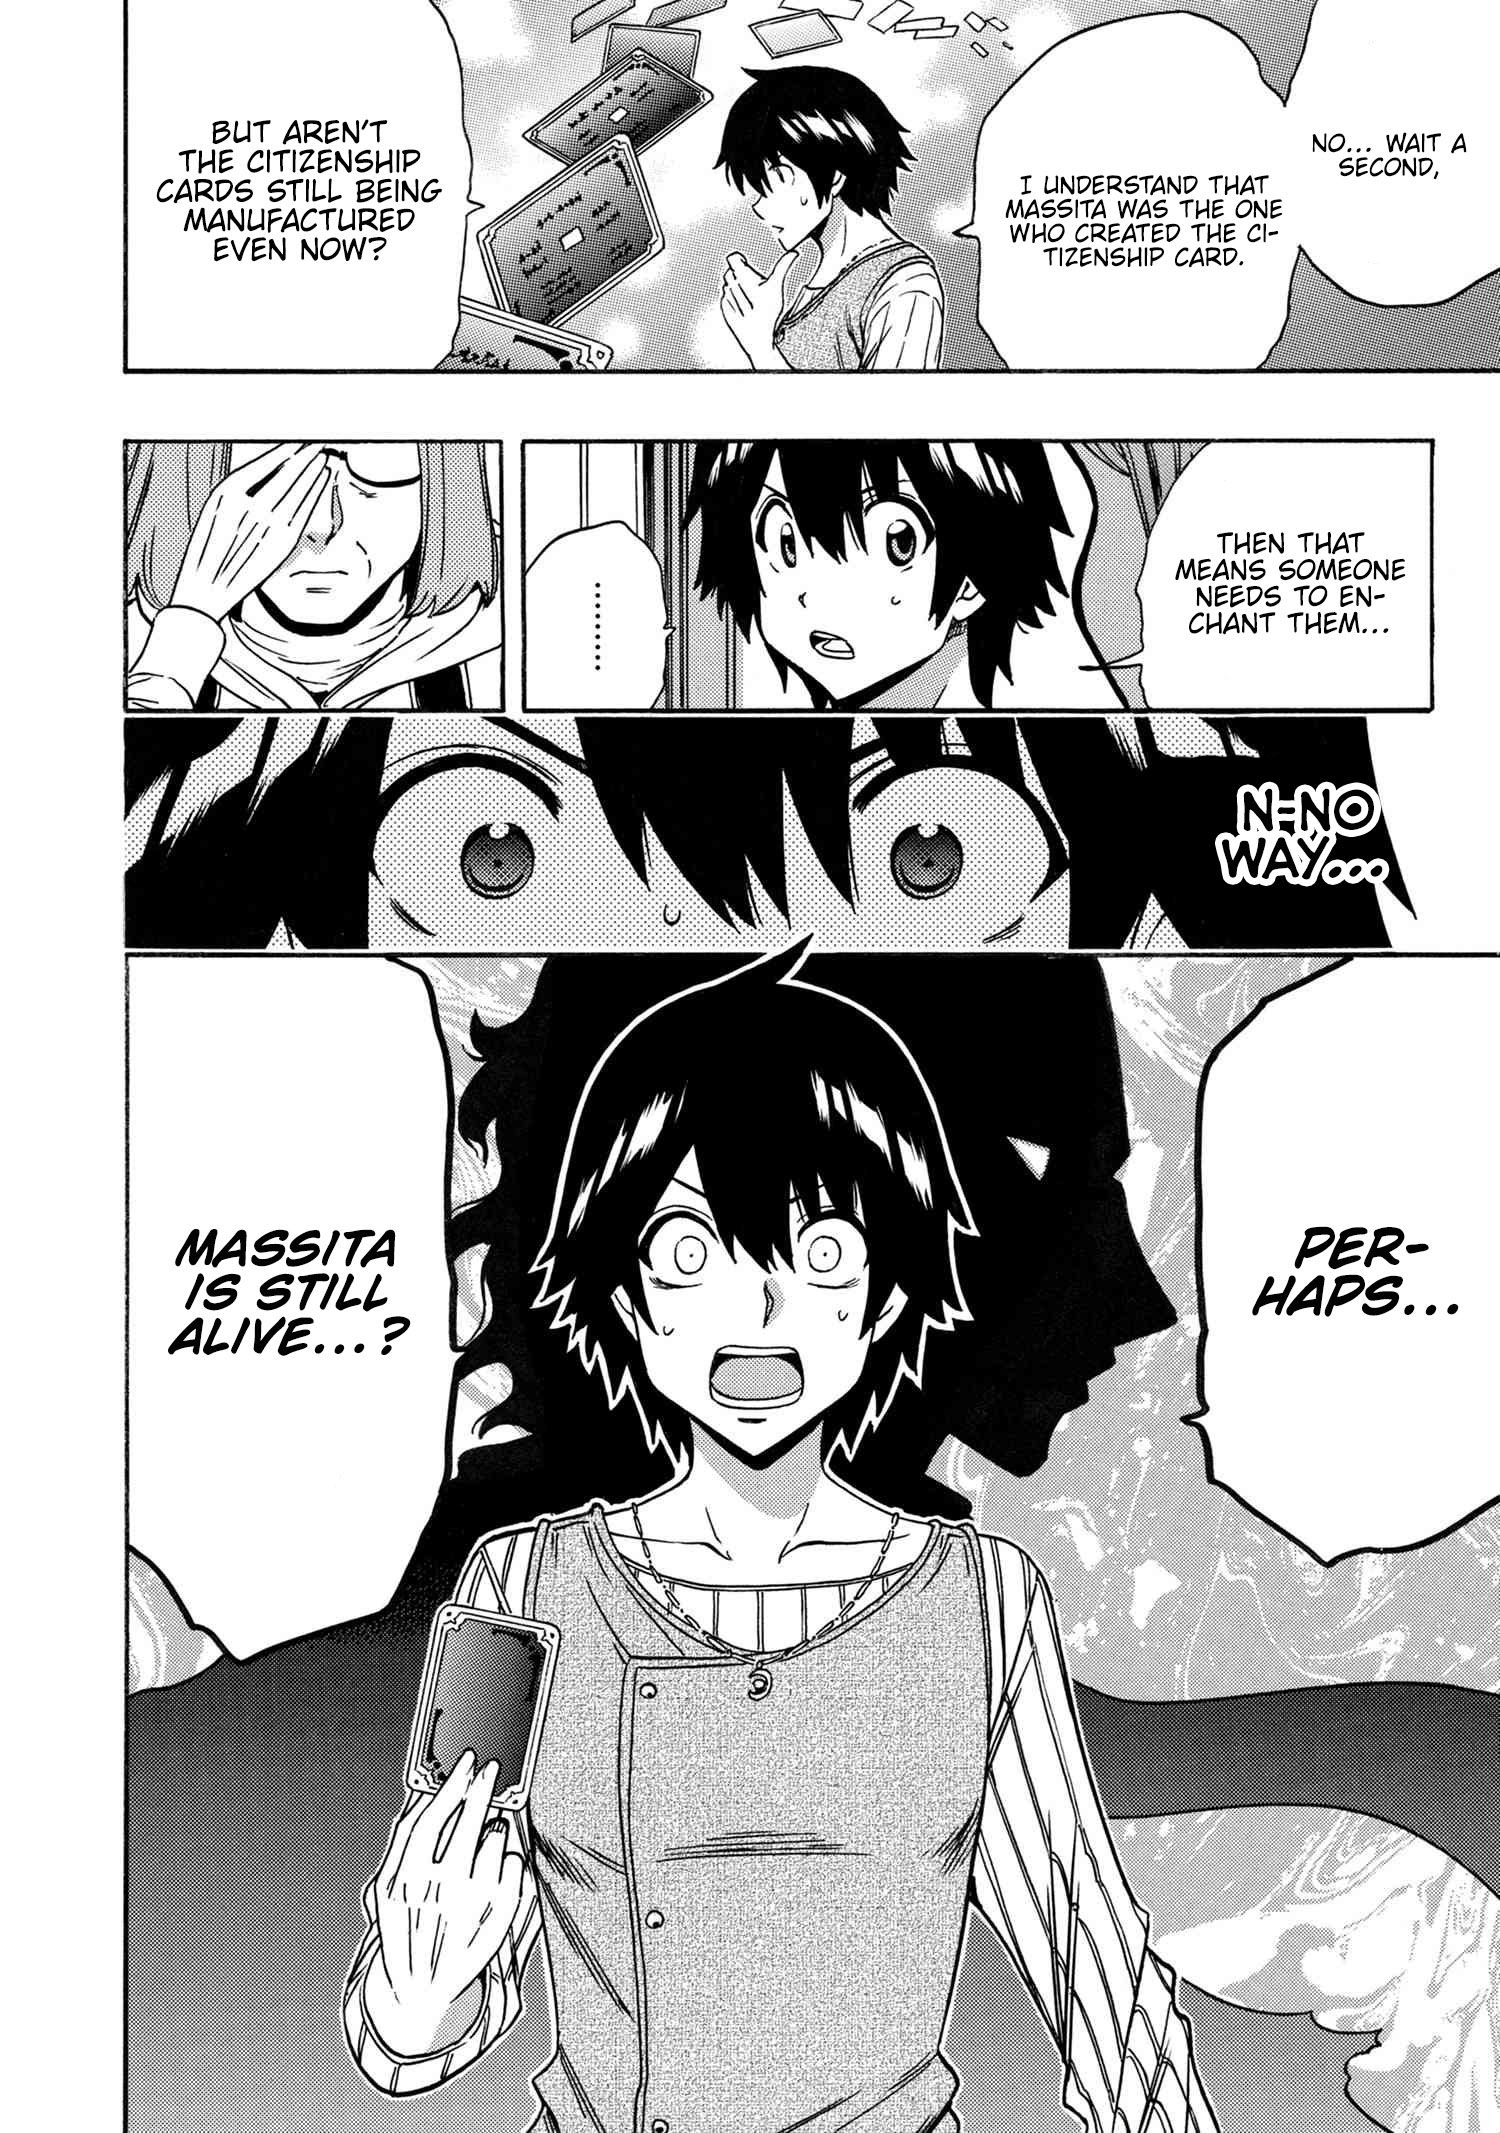 NO... WAIT A
SECOND,
I UNDERSTAND THAT
MASSITA WAS THE ONE
WHO CREATED THE CI-
TIZENSHIP CARD.
BUT AREN'T
THE CITIZENSHIP
CARDS STILL BEING
MANUFACTURED
EVEN NOW?
THEN THAT
MEANS SOMEONE
NEEDS TO EN-
CHANT THEM...
.........
N-NO
WAY...
PER-
HAPS...
MASSITA
IS STILL
ALIVE...?